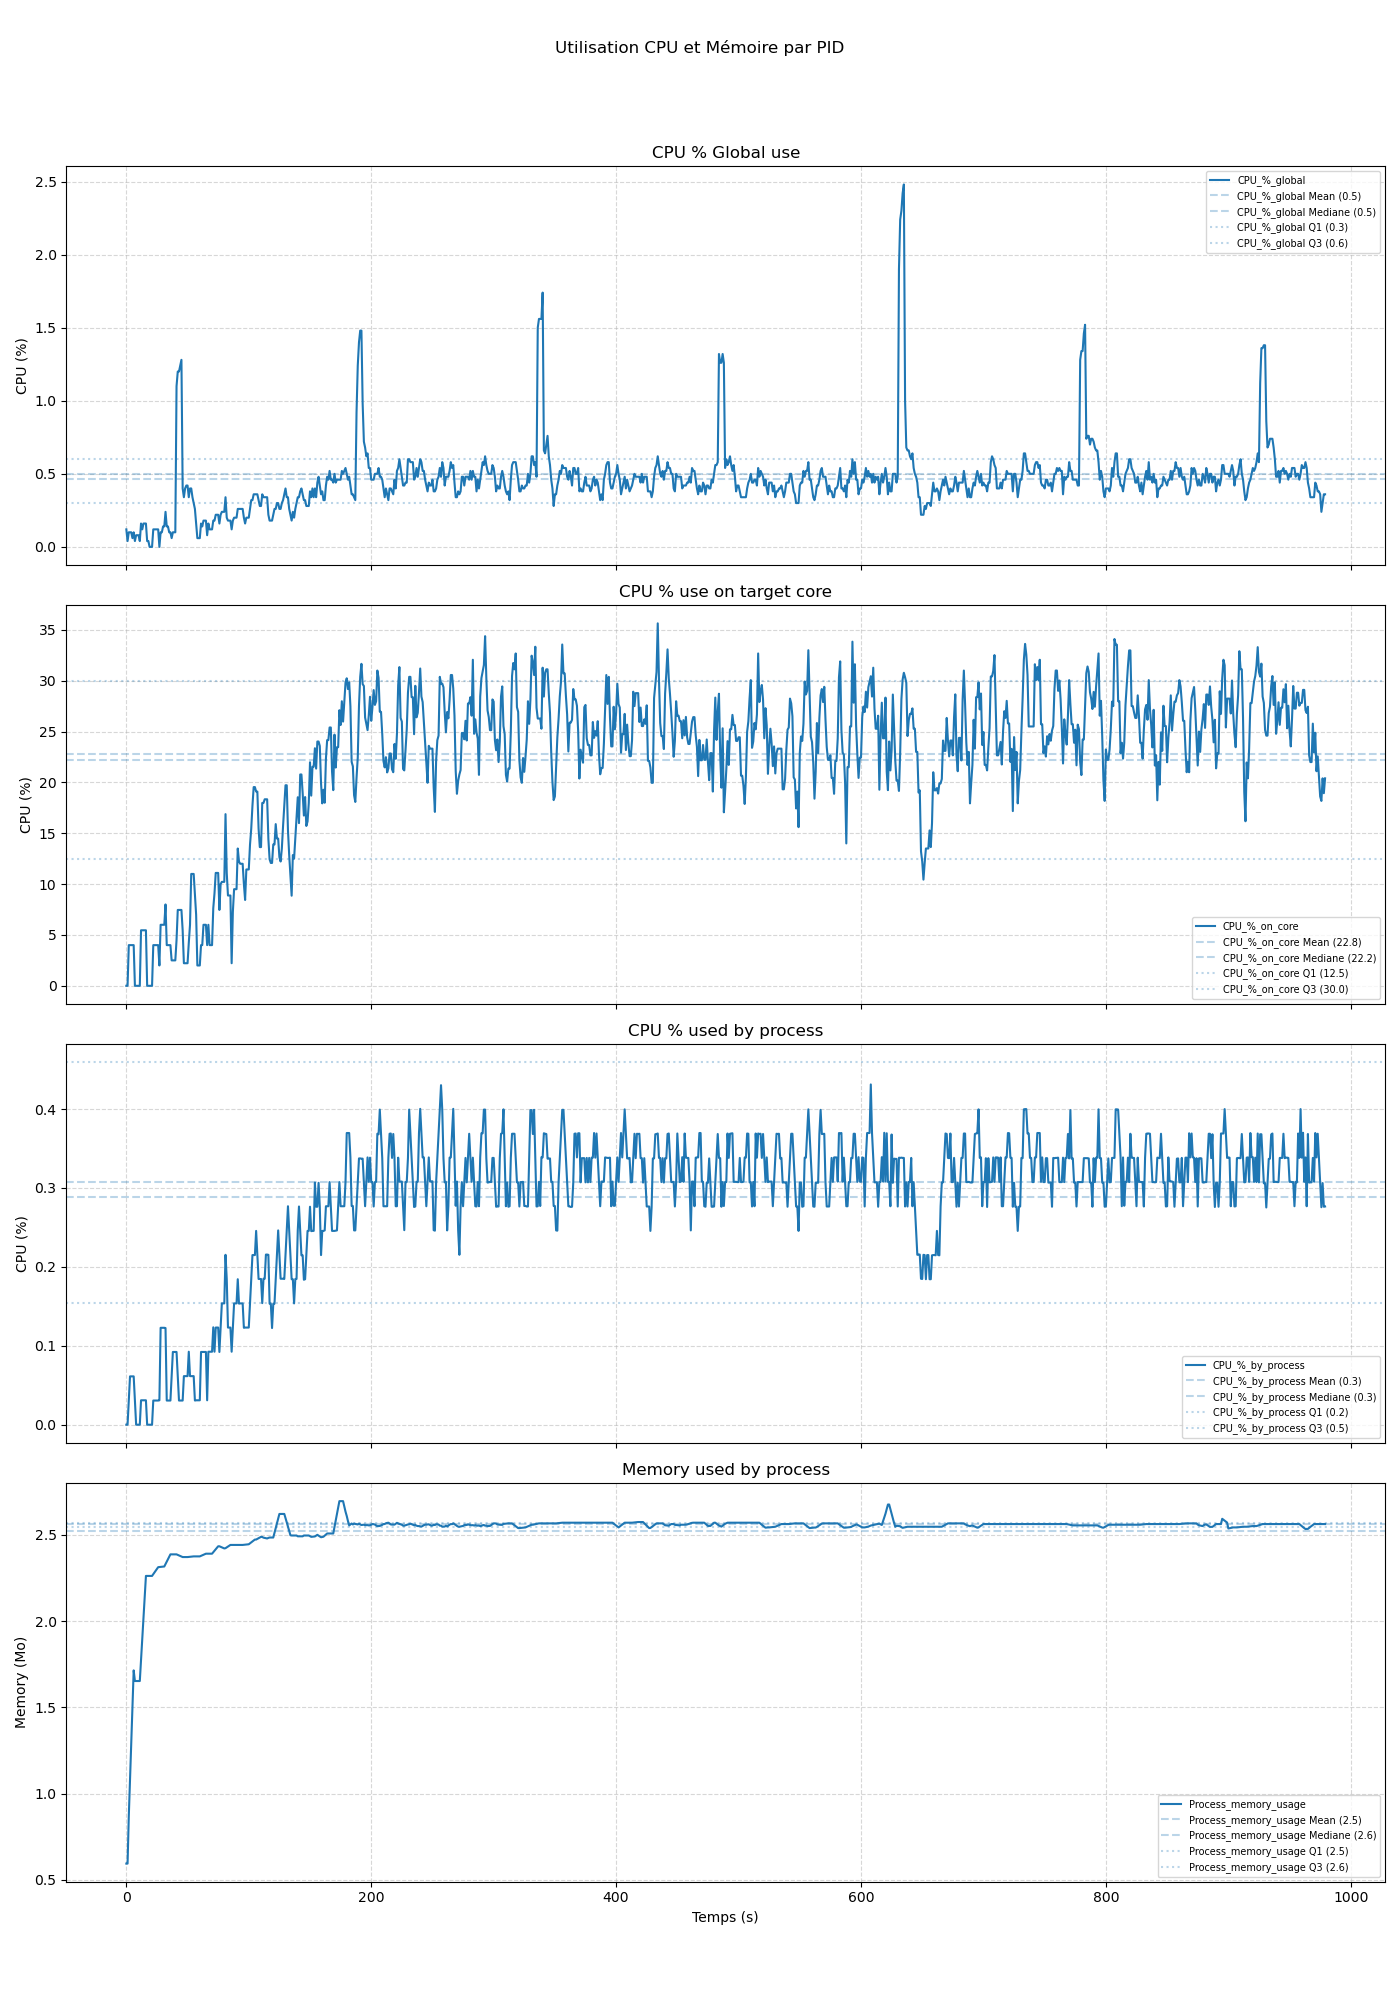 Utilisation CPU et Mémoire par PID
CPU % Global use
2.5
2.0
1.5
1.0
0.5
0.0
CPU (%)
CPU_%_global
CPU_%_global Mean (0.5)
CPU_%_global Mediane (0.5)
CPU_%_global Q1 (0.3)
CPU_%_global Q3 (0.6)
CPU % use on target core
35
30
25
20
15
10
5
0
CPU (%)
CPU_%_on_core
CPU_%_on_core Mean (22.8)
CPU_%_on_core Mediane (22.2)
CPU_%_on_core Q1 (12.5)
CPU_%_on_core Q3 (30.0)
CPU % used by process
0.4
0.3
0.2
0.1
0.0
CPU (%)
CPU_%_by_process
CPU_%_by_process Mean (0.3)
CPU_%_by_process Mediane (0.3)
CPU_%_by_process Q1 (0.2)
CPU_%_by_process Q3 (0.5)
Memory used by process
2.5
2.0
1.5
1.0
0.5
Memory (Mo)
Process_memory_usage
Process_memory_usage Mean (2.5)
Process_memory_usage Mediane (2.6)
Process_memory_usage Q1 (2.5)
Process_memory_usage Q3 (2.6)
0 200 400 600 800 1000
Temps (s)